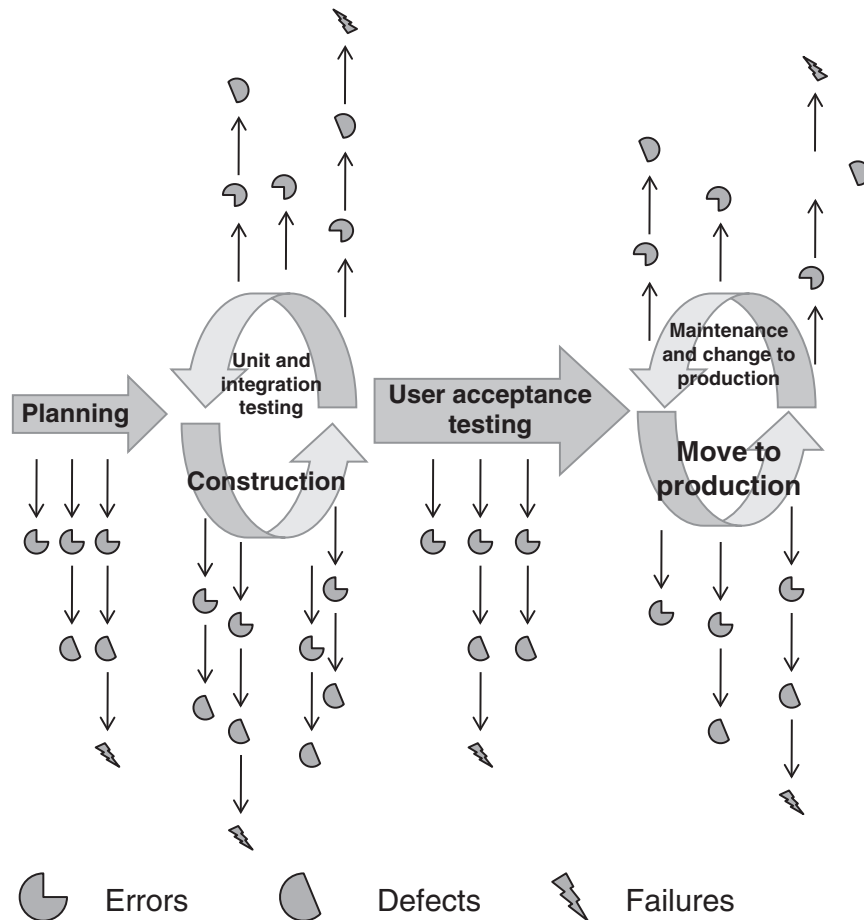 Planning
Unit and
integration
testing
Construction
User acceptance
testing
Maintenance
and change to
production
Move to
production
Errors
Defects
Failures